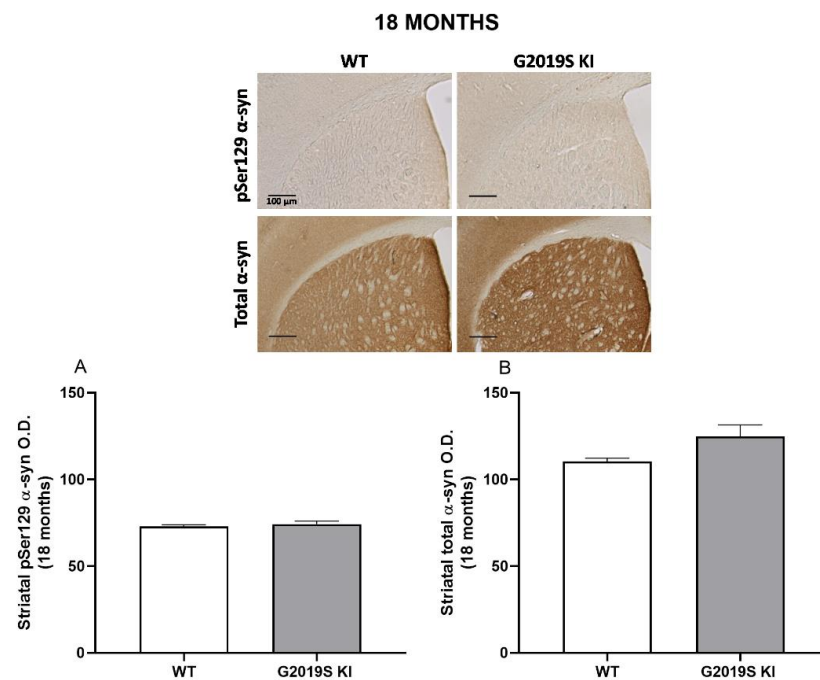 18 MONTHS
WT
G2019S KI
pSer129 α-syn
100 µm
Total α-syn
A
Striatal pSer129 α-syn O.D.
(18 months)
150
100
50
0
WT
G2019S KI
B
Striatal total α-syn O.D.
(18 months)
150
100
50
0
WT
G2019S KI